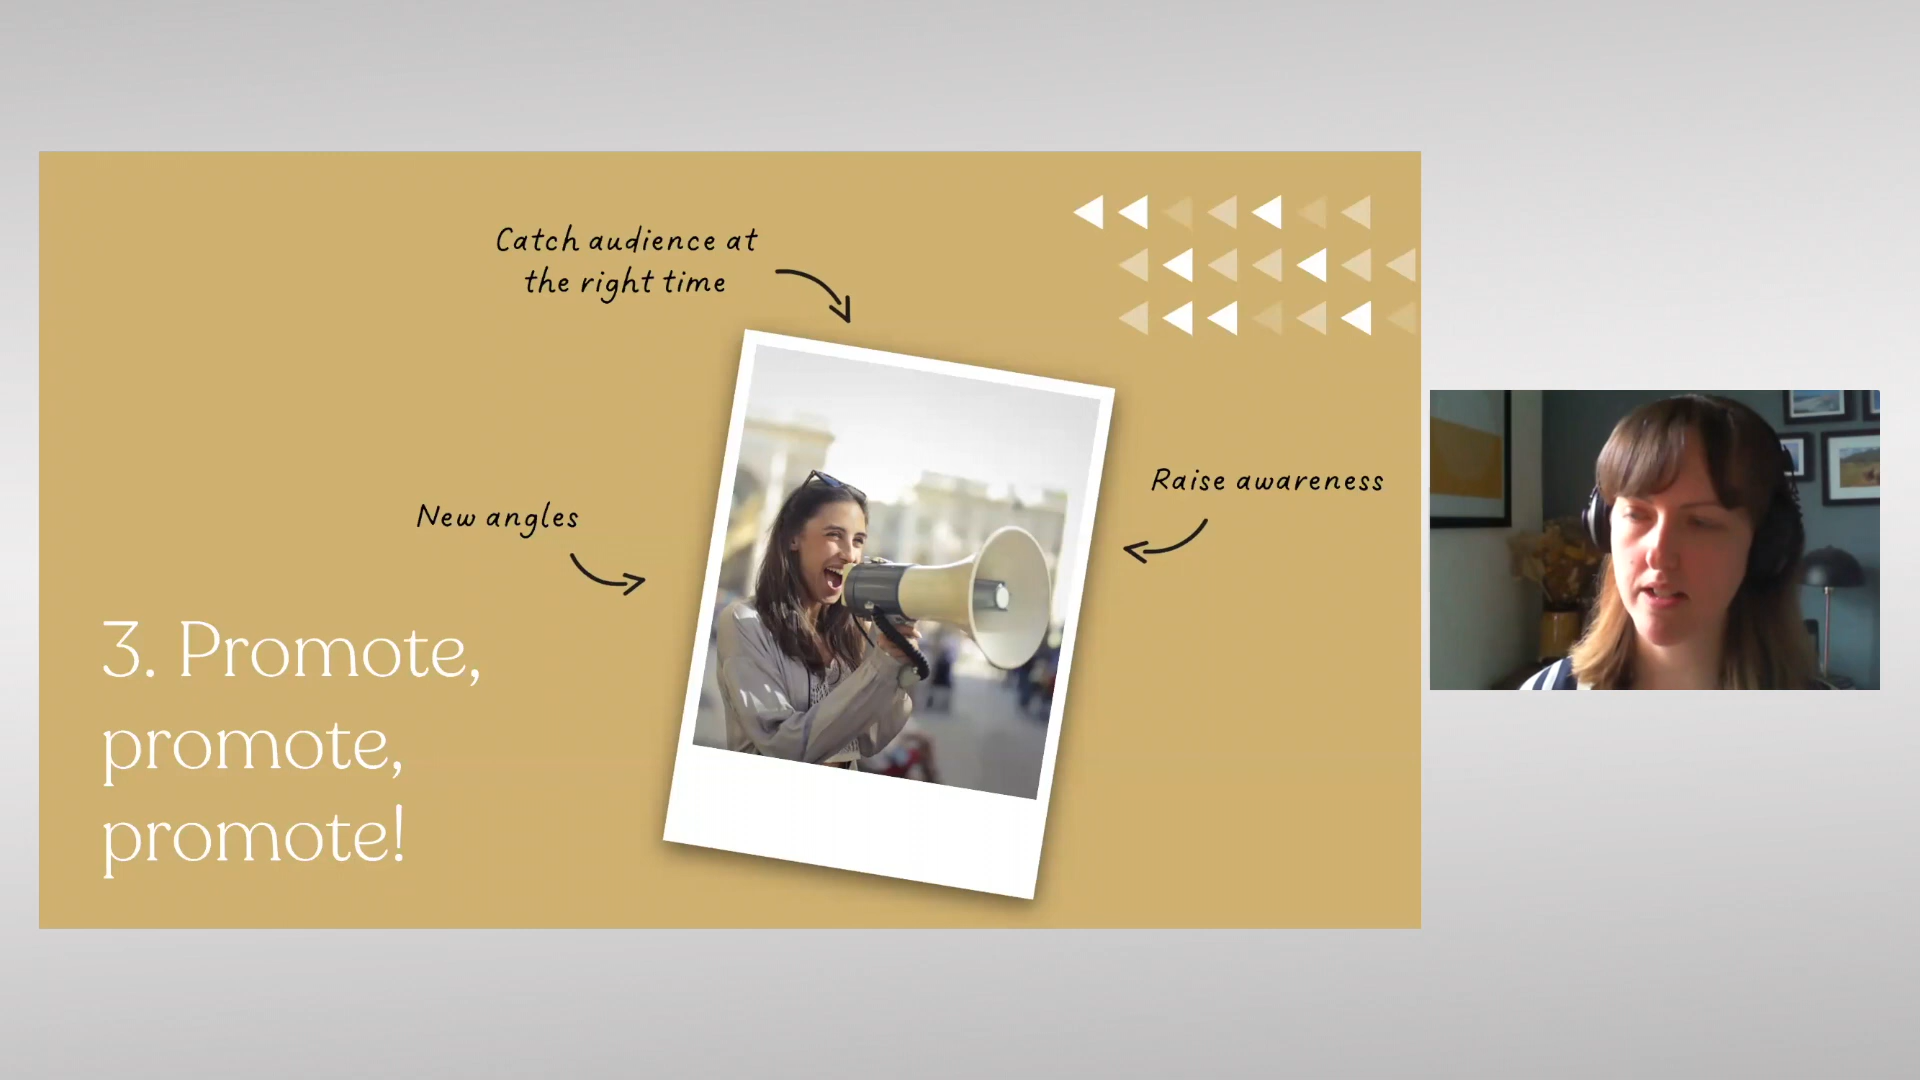 Catch audience at
the right time
Raise awareness
New angles
3. Promote,
promote,
promote!